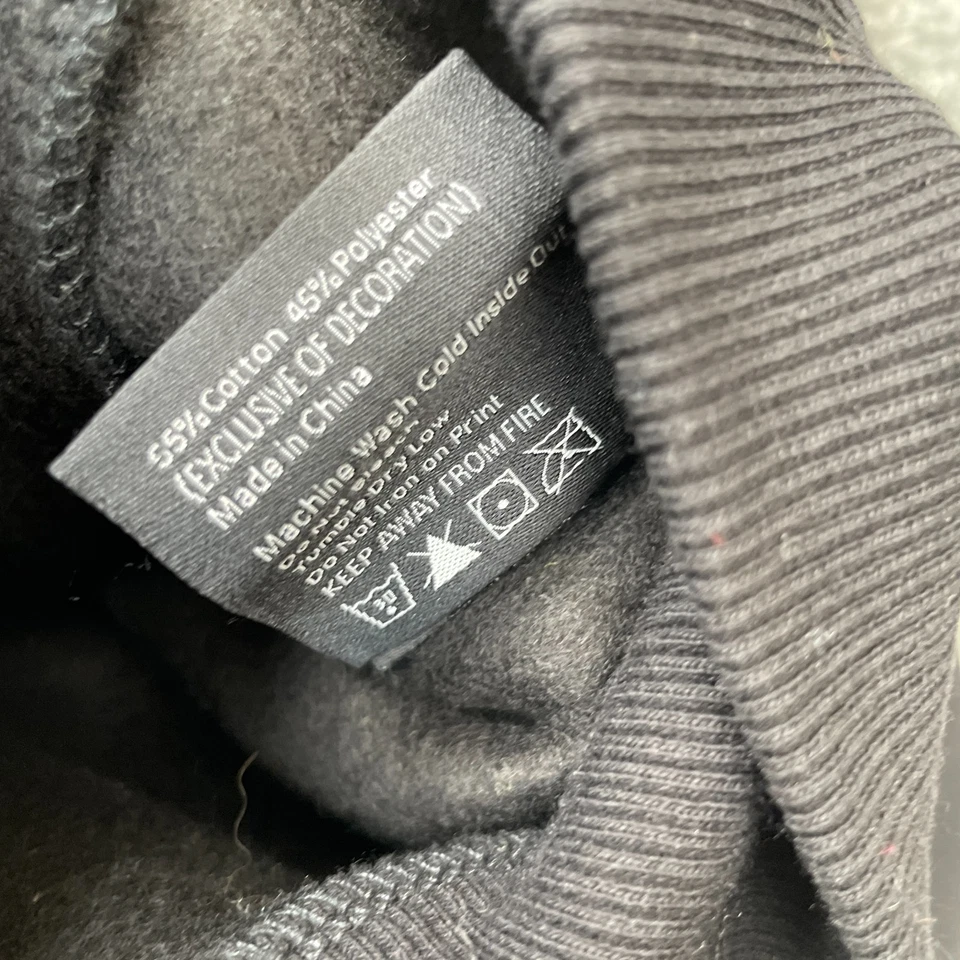 55% Cotton 45% Polyester
(EXCLUSIVE OF DECORATION)
Made in China
Machine Wash Cold Inside Out
Do Not Bleach
Tumble Dry Low
Do Not Iron on Print
KEEP AWAY FROM FIRE
30